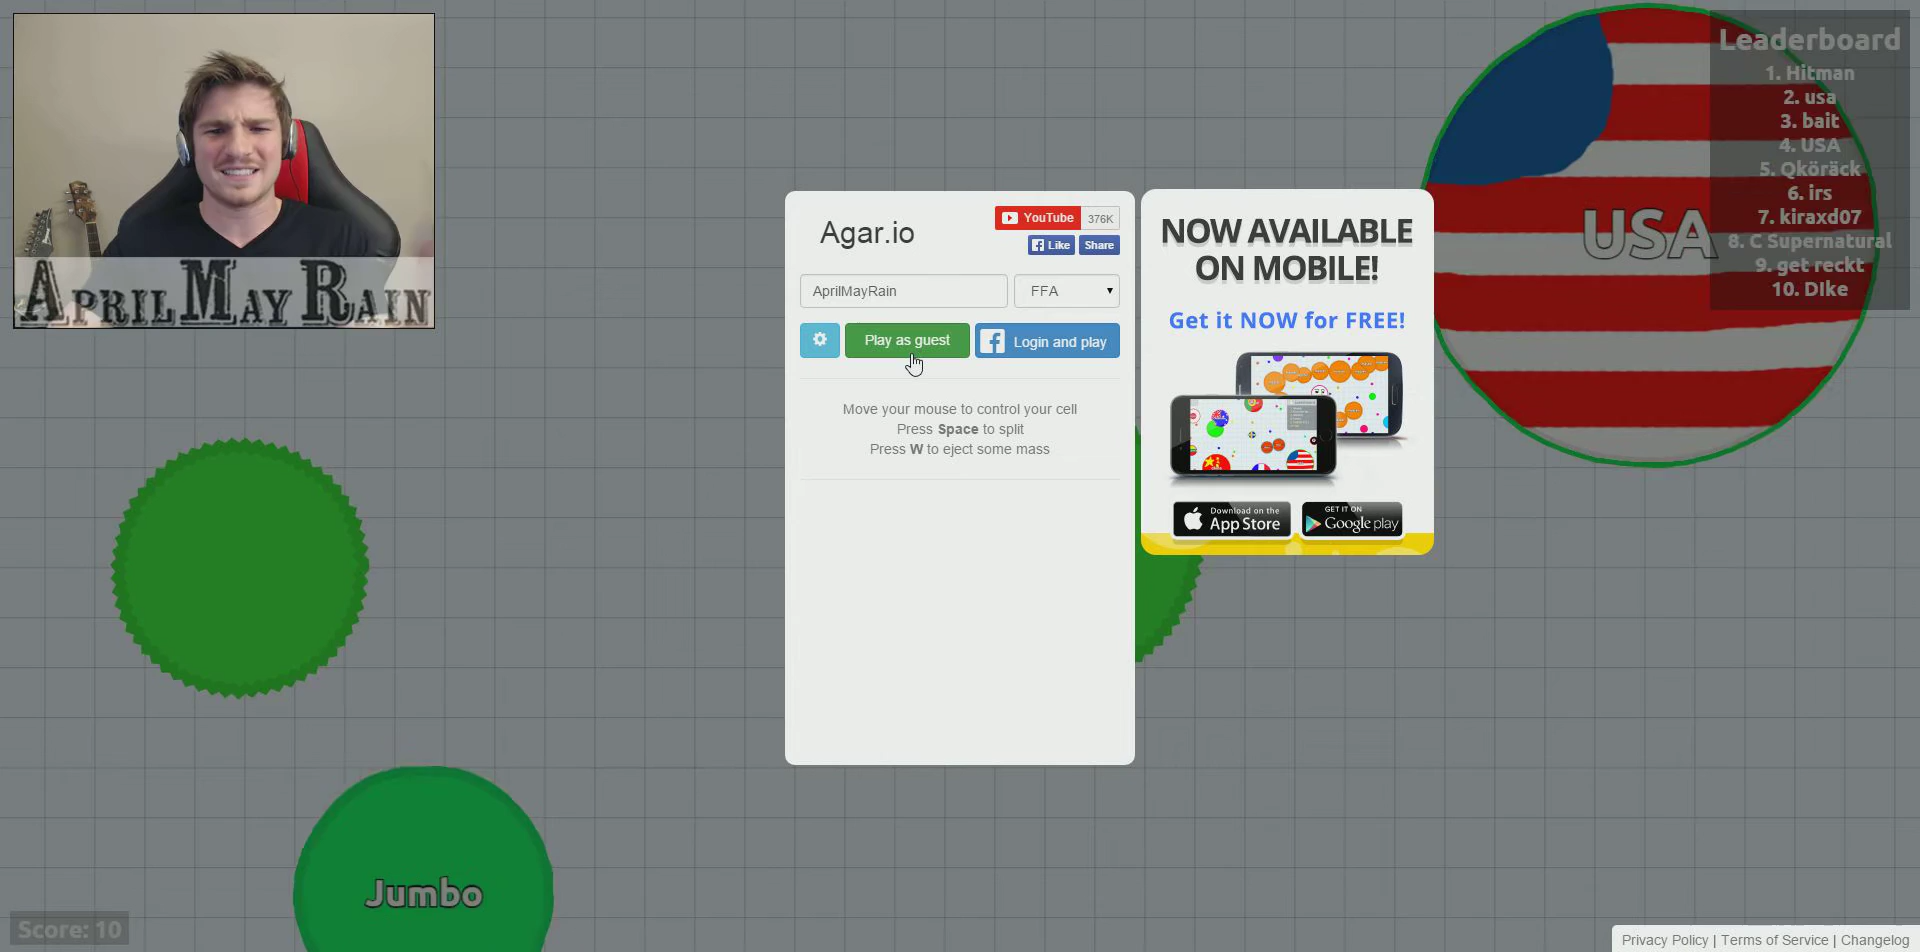 April May Rain
Agar.io
YouTube 376K
Like Share
AprilMayRain FFA
Play as guest Login and play
Move your mouse to control your cell
Press Space to split
Press W to eject some mass
NOW AVAILABLE
ON MOBILE!
Get it NOW for FREE!
Download on the
App Store
GET IT ON
Google play
Leaderboard
1. Hitman
2. usa
3. bait
4. USA
5. Qköräck
6. irs
7. kiraxd07
8. C Supernatural
9. get reckt
10. DIke
USA
Jumbo
Score: 10
Privacy Policy | Terms of Service | Changelog